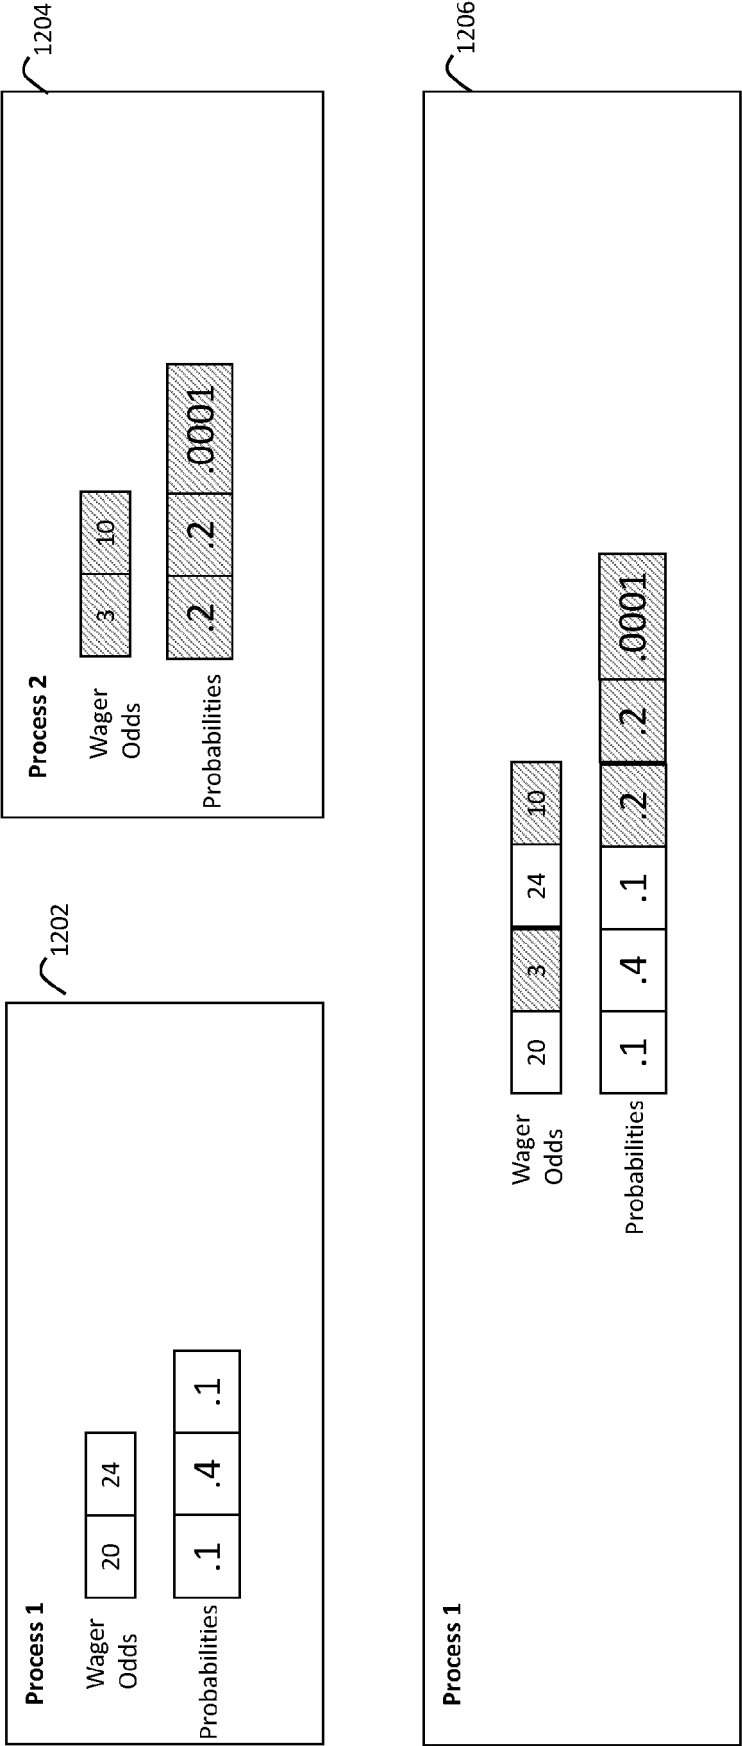 1202
Process 1
Wager
Odds
20 24
Probabilities
.1 .4 .1
1204
Process 2
Wager
Odds
3 10
Probabilities
.2 .2 .0001
1206
Process 1
Wager
Odds
20 3 24 10
Probabilities
.1 .4 .1 .2 .2 .0001